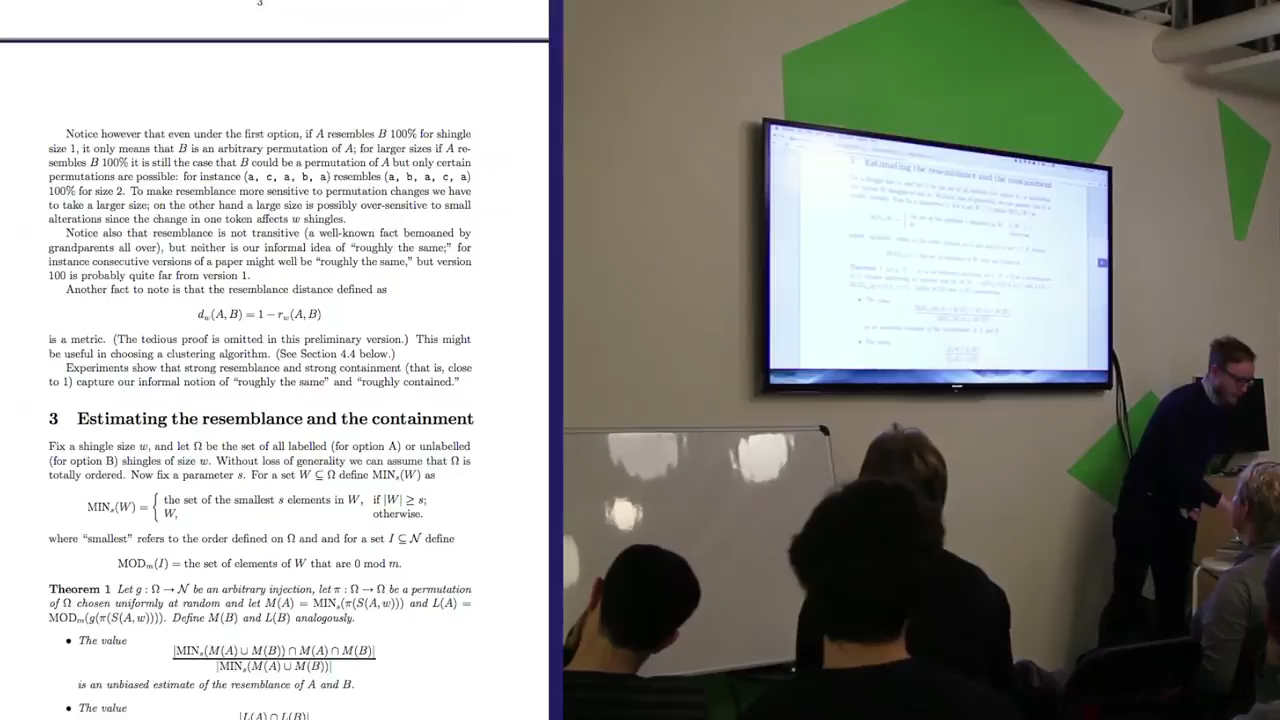 3
Notice however that even under the first option, if A resembles B 100% for shingle
size 1, it only means that B is an arbitrary permutation of A; for larger sizes if A re-
sembles B 100% it is still the case that B could be a permutation of A but only certain
permutations are possible: for instance (a, c, a, b, a) resembles (a, b, a, c, a)
100% for size 2. To make resemblance more sensitive to permutation changes we have
to take a larger size; on the other hand a large size is possibly over-sensitive to small
alterations since the change in one token affects w shingles.
Notice also that resemblance is not transitive (a well-known fact bemoaned by
grandparents all over), but neither is our informal idea of "roughly the same;" for
instance consecutive versions of a paper might well be "roughly the same," but version
100 is probably quite far from version 1.
Another fact to note is that the resemblance distance defined as
d_w(A, B) = 1 − r_w(A, B)
is a metric. (The tedious proof is omitted in this preliminary version.) This might
be useful in choosing a clustering algorithm. (See Section 4.4 below.)
Experiments show that strong resemblance and strong containment (that is, close
to 1) capture our informal notion of "roughly the same" and "roughly contained."
3 Estimating the resemblance and the containment
Fix a shingle size w, and let Ω be the set of all labelled (for option A) or unlabelled
(for option B) shingles of size w. Without loss of generality we can assume that Ω is
totally ordered. Now fix a parameter s. For a set W ⊆ Ω define MIN_s(W) as
MIN_s(W) = { the set of the smallest s elements in W, if |W| ≥ s;
W, otherwise.
where "smallest" refers to the order defined on Ω and and for a set I ⊆ N define
MOD_m(I) = the set of elements of W that are 0 mod m.
Theorem 1 Let g : Ω → N be an arbitrary injection, let π : Ω → Ω be a permutation
of Ω chosen uniformly at random and let M(A) = MIN_s(π(S(A, w))) and L(A) =
MOD_m(g(π(S(A, w)))). Define M(B) and L(B) analogously.
• The value
|MIN_s(M(A) ∪ M(B)) ∩ M(A) ∩ M(B)|
|MIN_s(M(A) ∪ M(B))|
is an unbiased estimate of the resemblance of A and B.
• The value
|L(A) ∩ L(B)|
Estimating the resemblance and the containment